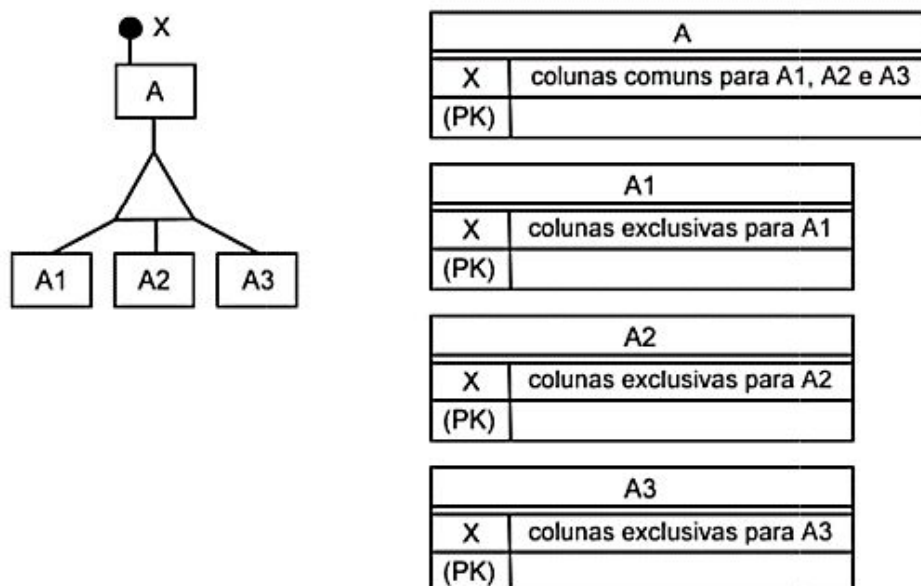 X
A
A1 A2 A3
A
X colunas comuns para A1, A2 e A3
(PK)
A1
X colunas exclusivas para A1
(PK)
A2
X colunas exclusivas para A2
(PK)
A3
X colunas exclusivas para A3
(PK)